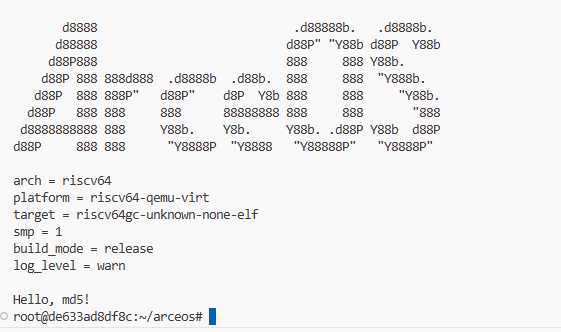 d8888                            .d88888b.   .d8888b.
      d88888                           d88P" "Y88b d88P  Y88b
     d88P888                           888     888 Y88b.
    d88P 888 888d888  .d8888b  .d88b.  888     888  "Y888b.
   d88P  888 888P"   d88P"    d8P  Y8b 888     888     "Y88b.
  d88P   888 888     888      88888888 888     888       "888
 d8888888888 888     Y88b.    Y8b.     Y88b. .d88P Y88b  d88P
d88P     888 888      "Y8888P  "Y8888   "Y88888P"   "Y8888P"

arch = riscv64
platform = riscv64-qemu-virt
target = riscv64gc-unknown-none-elf
smp = 1
build_mode = release
log_level = warn

Hello, md5!
root@de633ad8df8c:~/arceos#